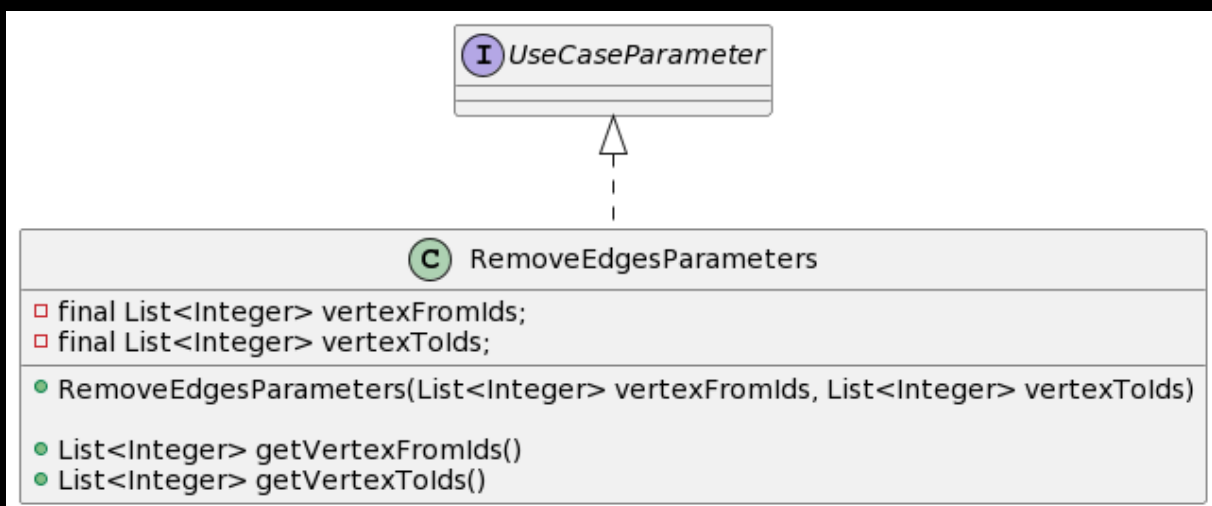 I UseCaseParameter
C RemoveEdgesParameters
final List<Integer> vertexFromIds;
final List<Integer> vertexToIds;
RemoveEdgesParameters(List<Integer> vertexFromIds, List<Integer> vertexToIds)
List<Integer> getVertexFromIds()
List<Integer> getVertexToIds()